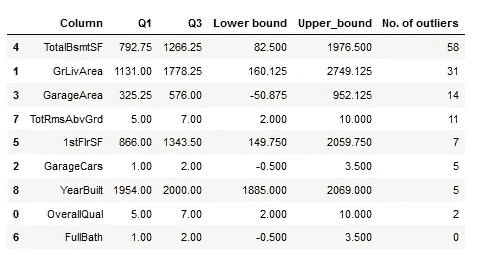 Column Q1 Q3 Lower bound Upper_bound No. of outliers
4 TotalBsmtSF 792.75 1266.25 82.500 1976.500 58
1 GrLivArea 1131.00 1778.25 160.125 2749.125 31
3 GarageArea 325.25 576.00 -50.875 952.125 14
7 TotRmsAbvGrd 5.00 7.00 2.000 10.000 11
5 1stFlrSF 866.00 1343.50 149.750 2059.750 7
2 GarageCars 1.00 2.00 -0.500 3.500 5
8 YearBuilt 1954.00 2000.00 1885.000 2069.000 5
0 OverallQual 5.00 7.00 2.000 10.000 2
6 FullBath 1.00 2.00 -0.500 3.500 0